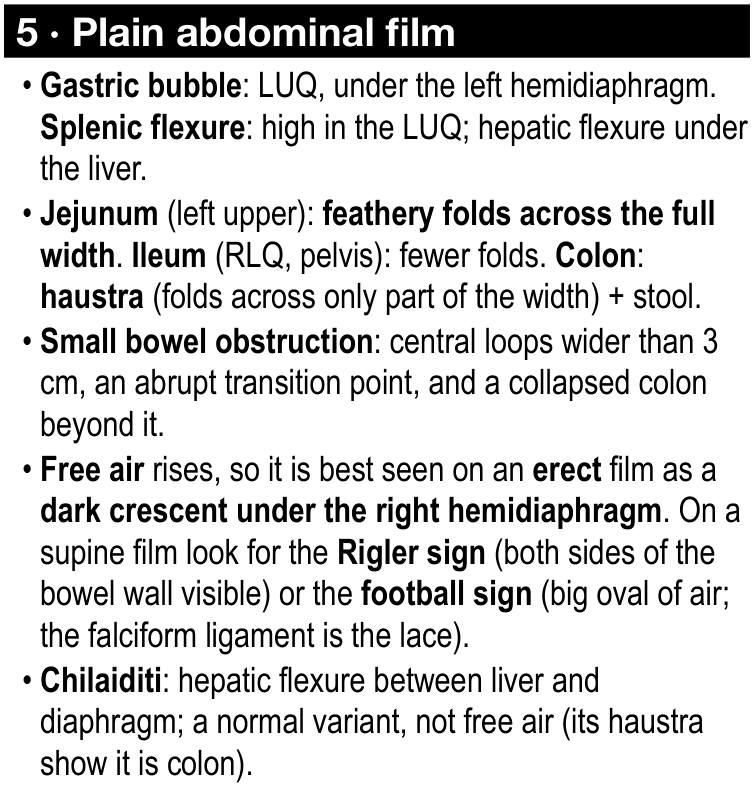 5 · Plain abdominal film
• Gastric bubble: LUQ, under the left hemidiaphragm.
Splenic flexure: high in the LUQ; hepatic flexure under
the liver.
• Jejunum (left upper): feathery folds across the full
width. Ileum (RLQ, pelvis): fewer folds. Colon:
haustra (folds across only part of the width) + stool.
• Small bowel obstruction: central loops wider than 3
cm, an abrupt transition point, and a collapsed colon
beyond it.
• Free air rises, so it is best seen on an erect film as a
dark crescent under the right hemidiaphragm. On a
supine film look for the Rigler sign (both sides of the
bowel wall visible) or the football sign (big oval of air;
the falciform ligament is the lace).
• Chilaiditi: hepatic flexure between liver and
diaphragm; a normal variant, not free air (its haustra
show it is colon).